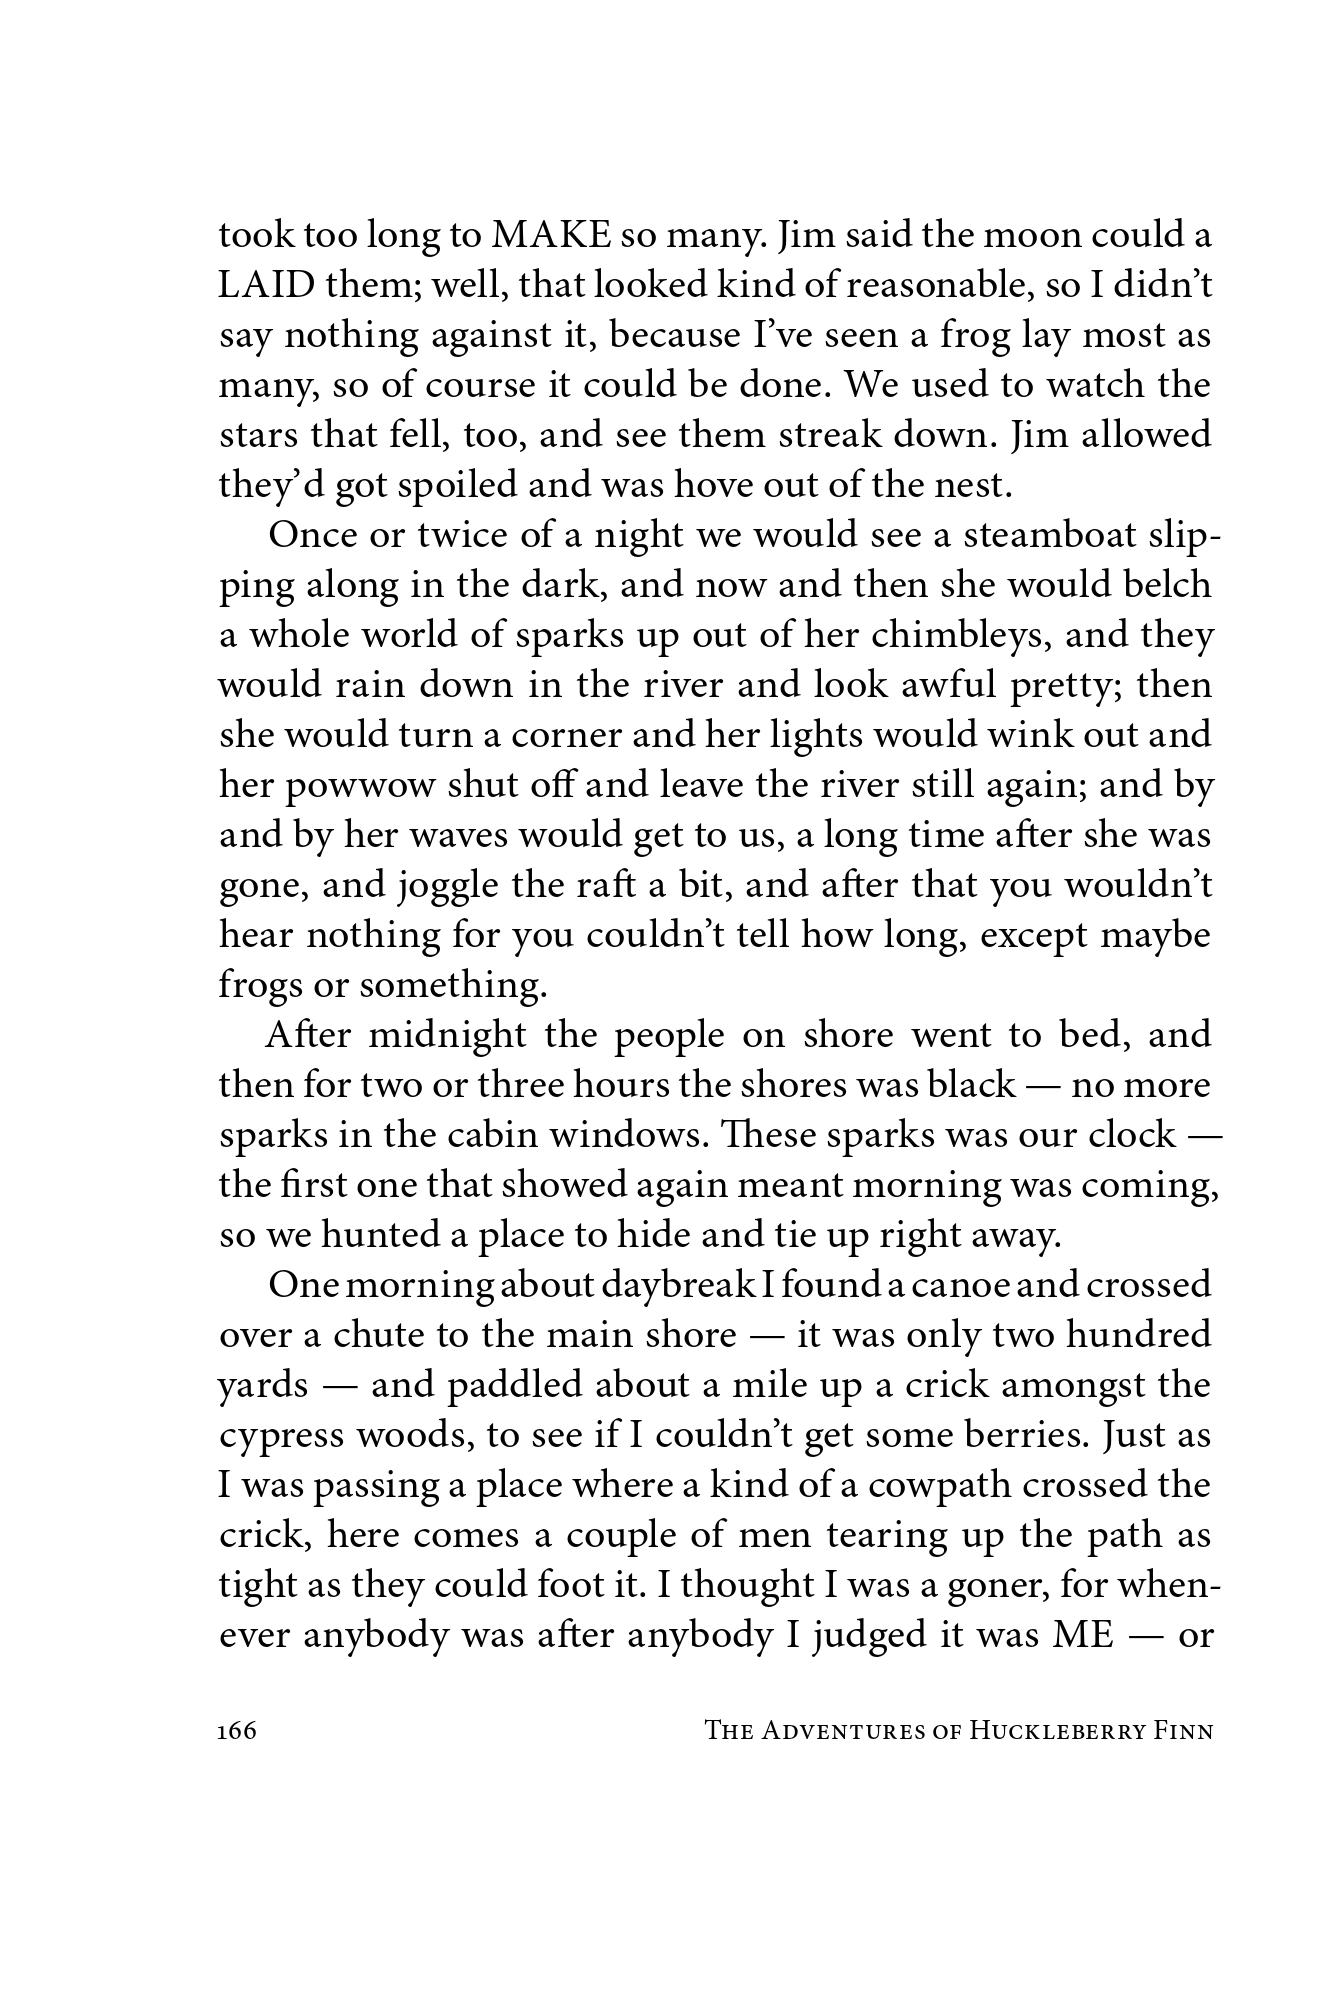 took too long to MAKE so many. Jim said the moon could a
LAID them; well, that looked kind of reasonable, so I didn’t
say nothing against it, because I’ve seen a frog lay most as
many, so of course it could be done. We used to watch the
stars that fell, too, and see them streak down. Jim allowed
they’d got spoiled and was hove out of the nest.
Once or twice of a night we would see a steamboat slip-
ping along in the dark, and now and then she would belch
a whole world of sparks up out of her chimbleys, and they
would rain down in the river and look awful pretty; then
she would turn a corner and her lights would wink out and
her powwow shut off and leave the river still again; and by
and by her waves would get to us, a long time after she was
gone, and joggle the raft a bit, and after that you wouldn’t
hear nothing for you couldn’t tell how long, except maybe
frogs or something.
After midnight the people on shore went to bed, and
then for two or three hours the shores was black — no more
sparks in the cabin windows. These sparks was our clock —
the first one that showed again meant morning was coming,
so we hunted a place to hide and tie up right away.
One morning about daybreak I found a canoe and crossed
over a chute to the main shore — it was only two hundred
yards — and paddled about a mile up a crick amongst the
cypress woods, to see if I couldn’t get some berries. Just as
I was passing a place where a kind of a cowpath crossed the
crick, here comes a couple of men tearing up the path as
tight as they could foot it. I thought I was a goner, for when-
ever anybody was after anybody I judged it was ME — or
166 The Adventures of Huckleberry Finn